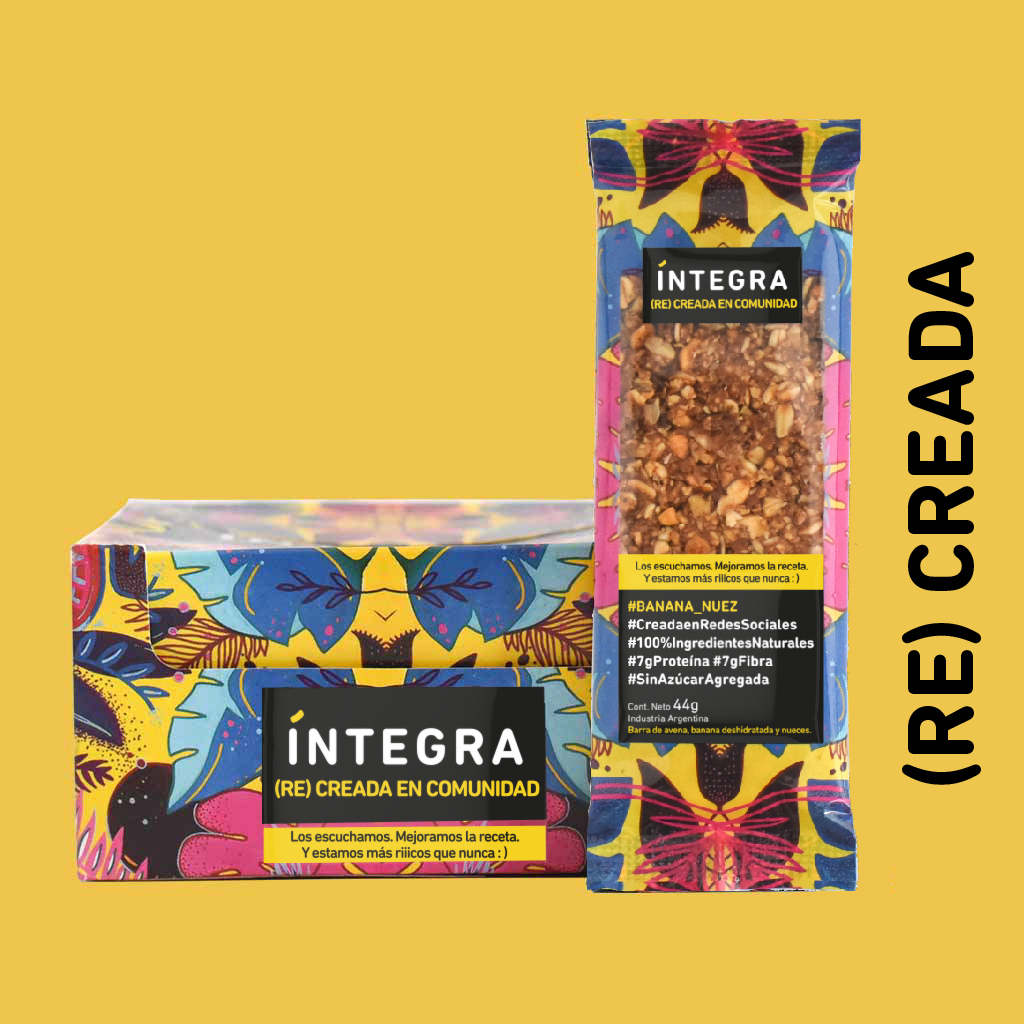 ÍNTEGRA
(RE) CREADA EN COMUNIDAD
Los escuchamos. Mejoramos la receta.
Y estamos más riiicos que nunca : )
#BANANA_NUEZ
#CreadaenRedesSociales
#100%IngredientesNaturales
#7gProteína #7gFibra
#SinAzúcarAgregada
Cont. Neto 44g
Industria Argentina
Barra de avena, banana deshidratada y nueces.
ÍNTEGRA
(RE) CREADA EN COMUNIDAD
Los escuchamos. Mejoramos la receta.
Y estamos más riiicos que nunca : )
(RE) CREADA